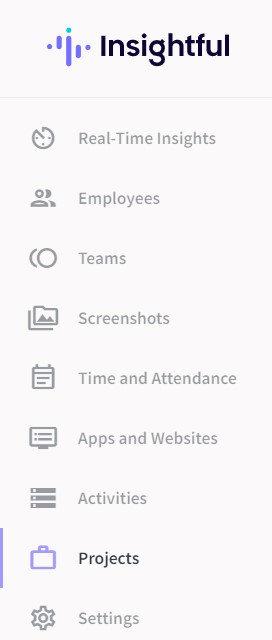 Insightful
Real-Time Insights
Employees
Teams
Screenshots
Time and Attendance
Apps and Websites
Activities
Projects
Settings